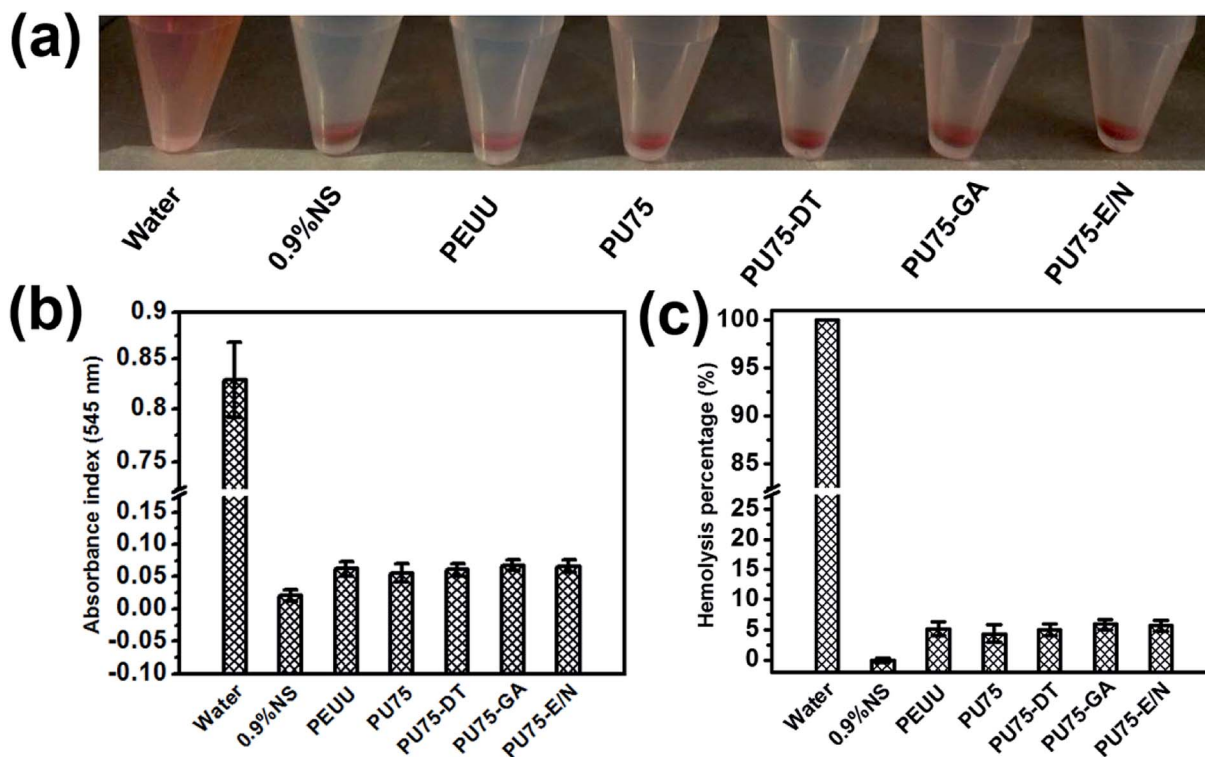 (a)
Water
0.9%NS
PEUU
PU75
PU75-DT
PU75-GA
PU75-E/N
(b)
Absorbance index (545 nm)
0.9
0.85
0.8
0.75
0.15
0.10
0.05
0.00
-0.05
-0.10
Water
0.9%NS
PEUU
PU75
PU75-DT
PU75-GA
PU75-E/N
(c)
Hemolysis percentage (%)
100
95
90
85
25
20
15
10
5
0
Water
0.9%NS
PEUU
PU75
PU75-DT
PU75-GA
PU75-E/N